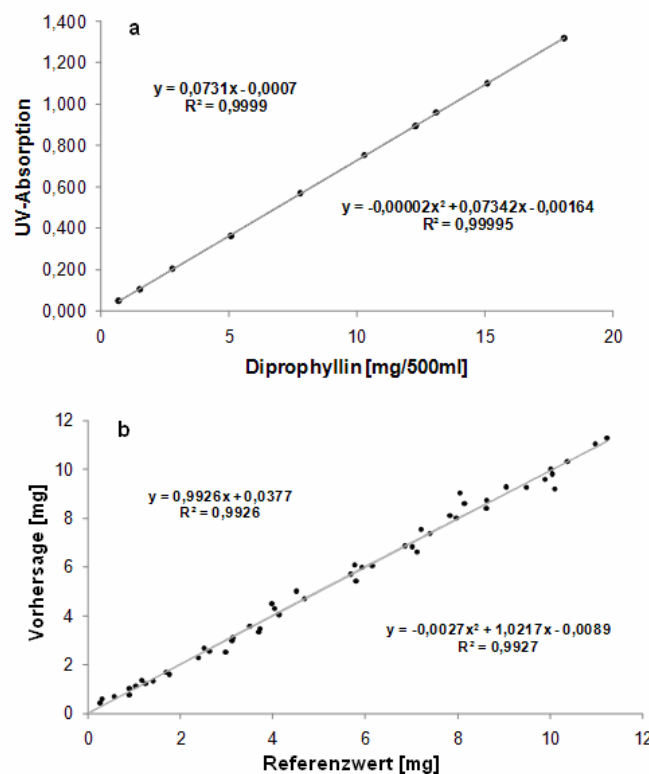 a
1,400
1,200
1,000
0,800
0,600
0,400
0,200
0,000
UV-Absorption
y = 0,0731x - 0,0007
R² = 0,9999
y = -0,00002x² + 0,07342x - 0,00164
R² = 0,99995
0 5 10 15 20
Diprophyllin [mg/500ml]
b
12
10
8
6
4
2
0
Vorhersage [mg]
y = 0,9926x + 0,0377
R² = 0,9926
y = -0,0027x² + 1,0217x - 0,0089
R² = 0,9927
0 2 4 6 8 10 12
Referenzwert [mg]